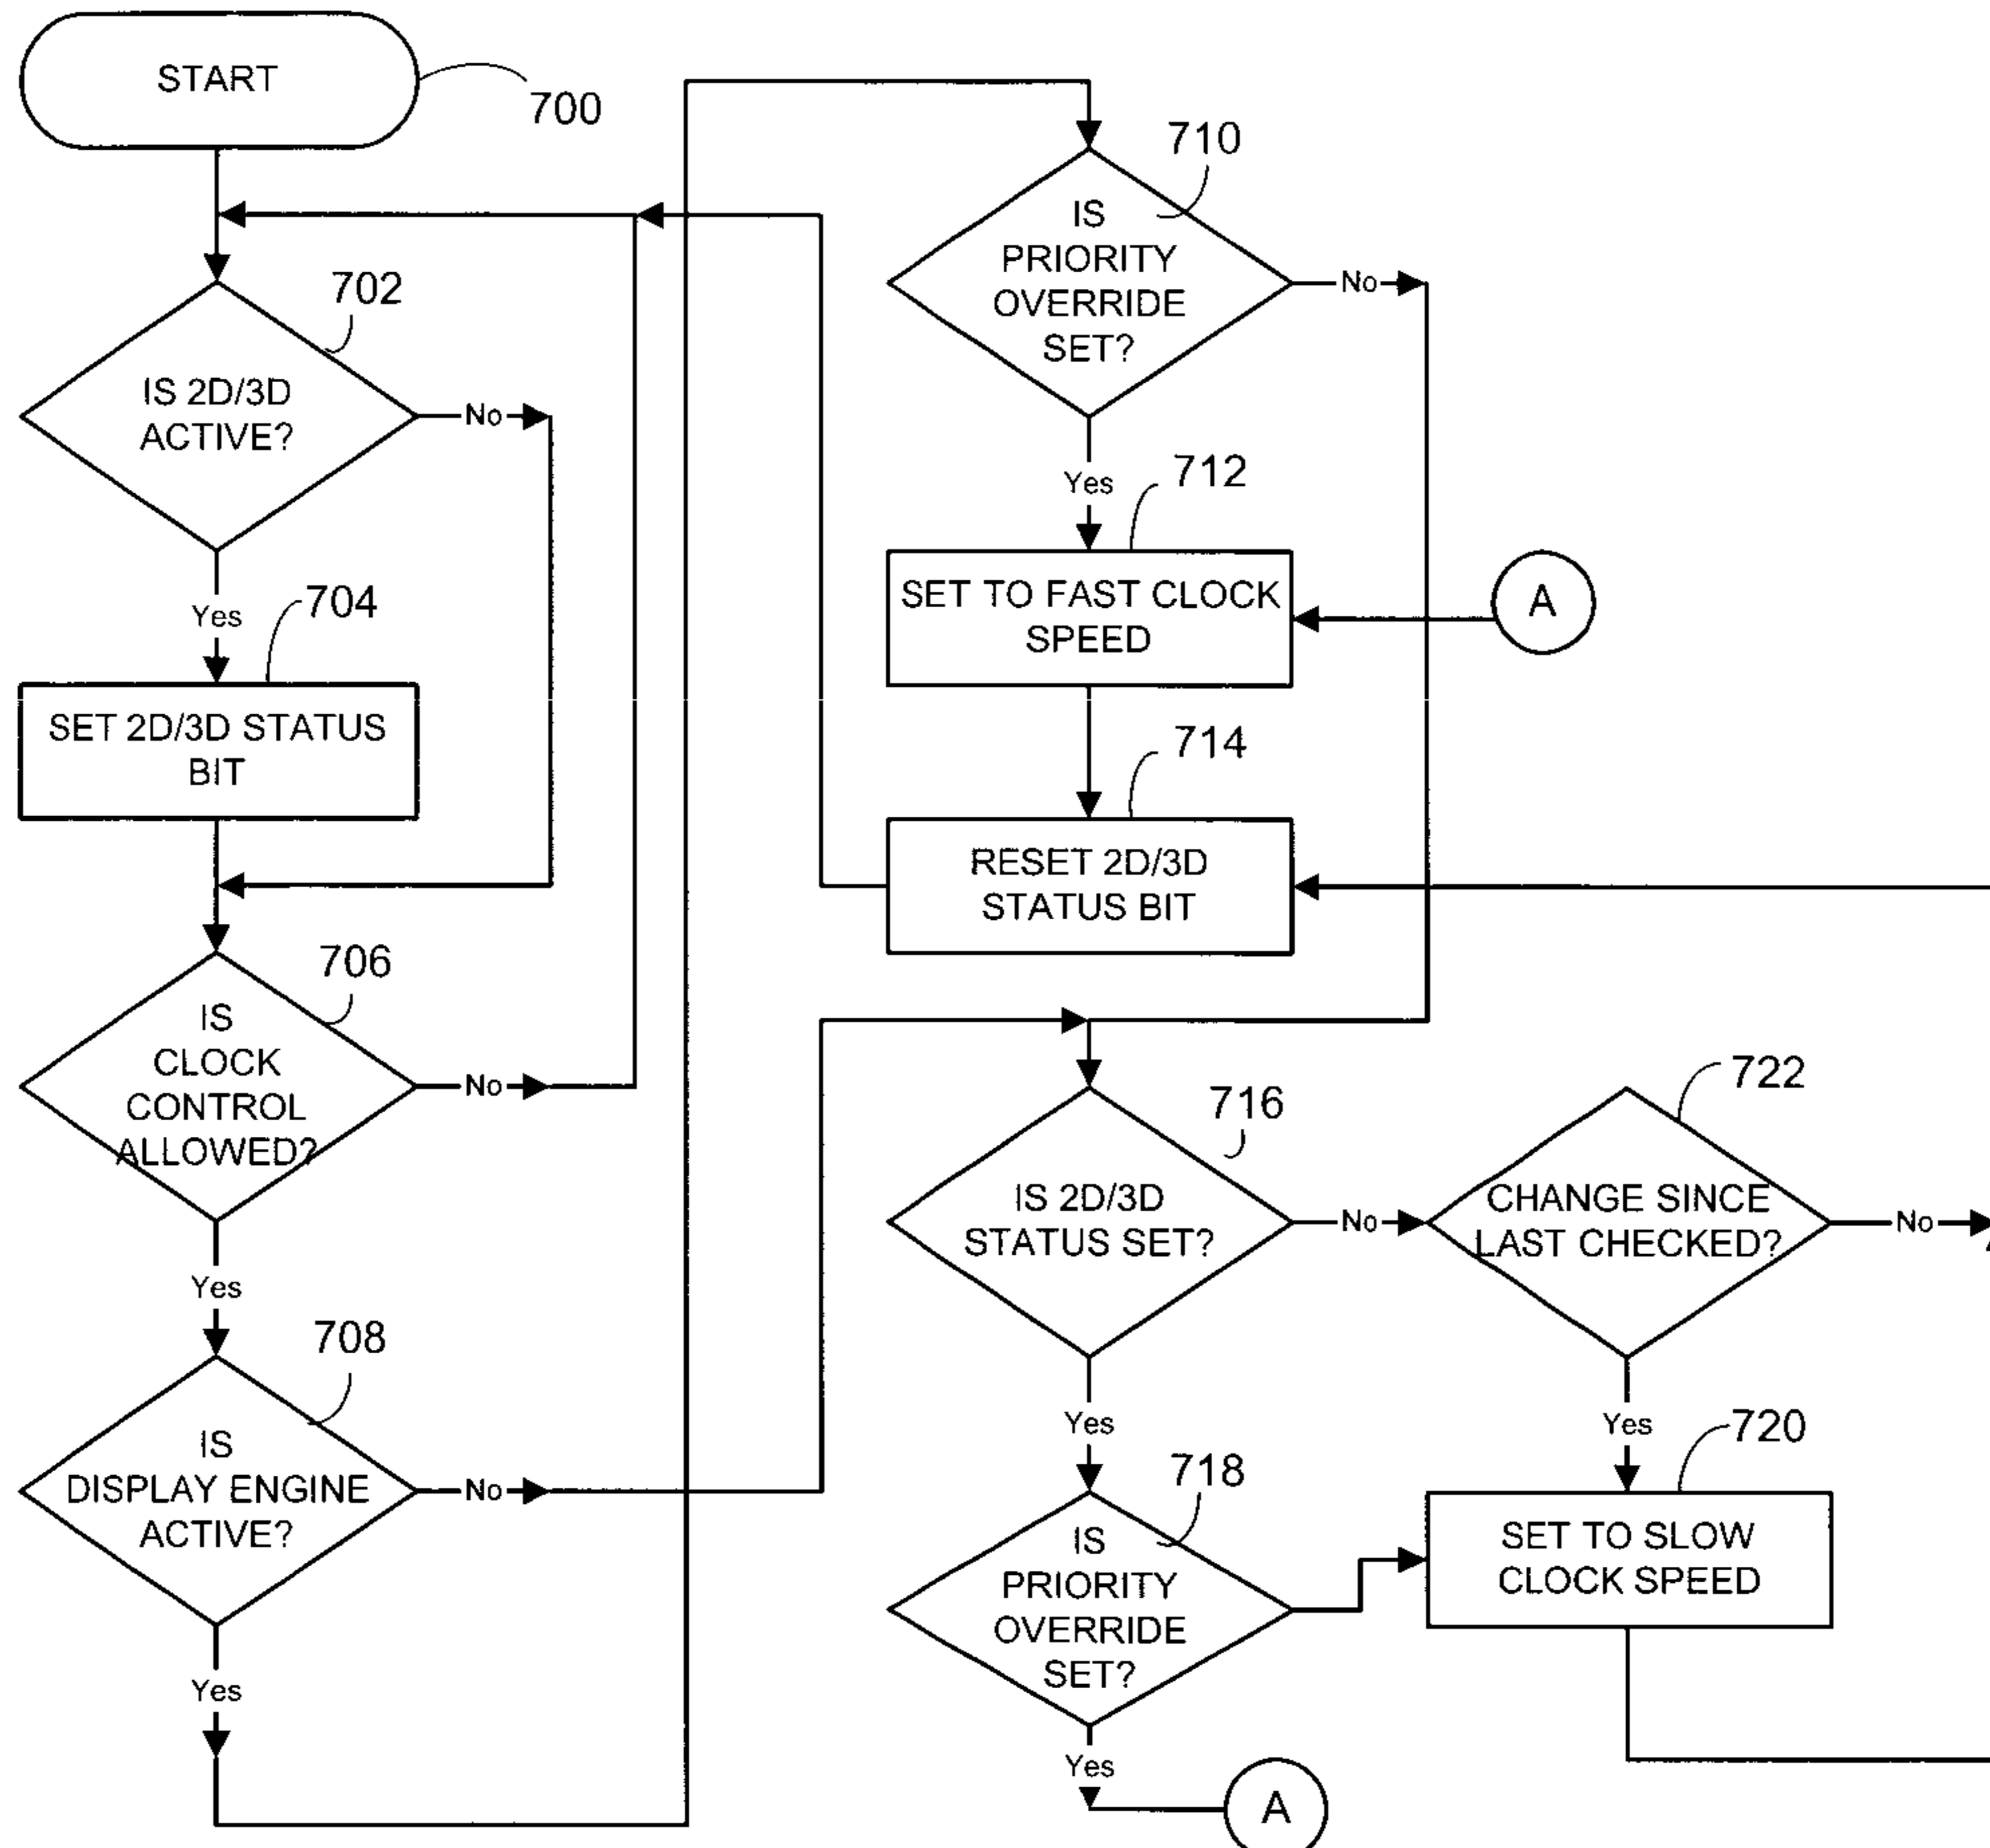 START
700
702
IS 2D/3D
ACTIVE?
No
Yes
704
SET 2D/3D STATUS
BIT
706
IS
CLOCK
CONTROL
ALLOWED?
No
Yes
708
IS
DISPLAY ENGINE
ACTIVE?
No
Yes
710
IS
PRIORITY
OVERRIDE
SET?
No
Yes
712
SET TO FAST CLOCK
SPEED
A
714
RESET 2D/3D
STATUS BIT
716
IS 2D/3D
STATUS SET?
No
Yes
722
CHANGE SINCE
LAST CHECKED?
No
Yes
718
IS
PRIORITY
OVERRIDE
SET?
Yes
A
720
SET TO SLOW
CLOCK SPEED